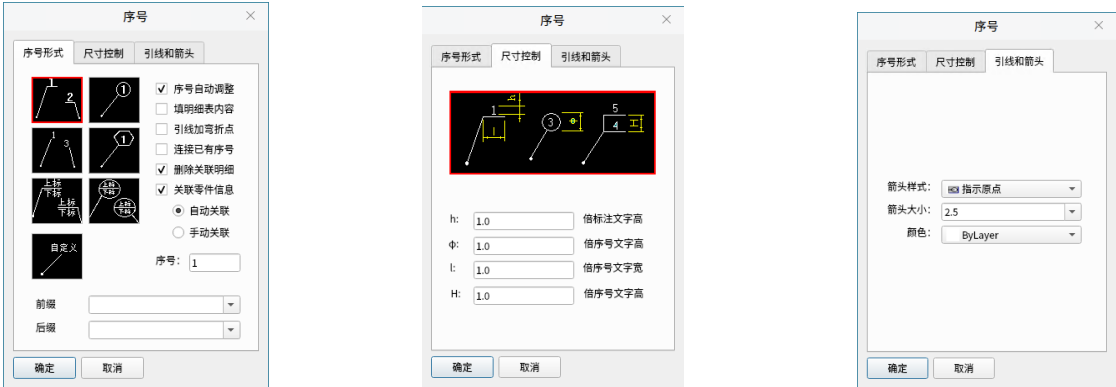 序号
序号形式 尺寸控制 引线和箭头
1 2
1
1 3
1
上标
下标
上标
下标
上标
下标
上标
下标
自定义
序号自动调整
填明细表内容
引线加弯折点
连接已有序号
删除关联明细
关联零件信息
自动关联
手动关联
序号: 1
前缀
后缀
确定 取消
序号
序号形式 尺寸控制 引线和箭头
h
1
l
3
ϕ
5
4
H
h: 1.0 倍标注文字高
ϕ: 1.0 倍序号文字高
l: 1.0 倍序号文字宽
H: 1.0 倍序号文字高
确定 取消
序号
序号形式 尺寸控制 引线和箭头
箭头样式: 指示原点
箭头大小: 2.5
颜色: ByLayer
确定 取消